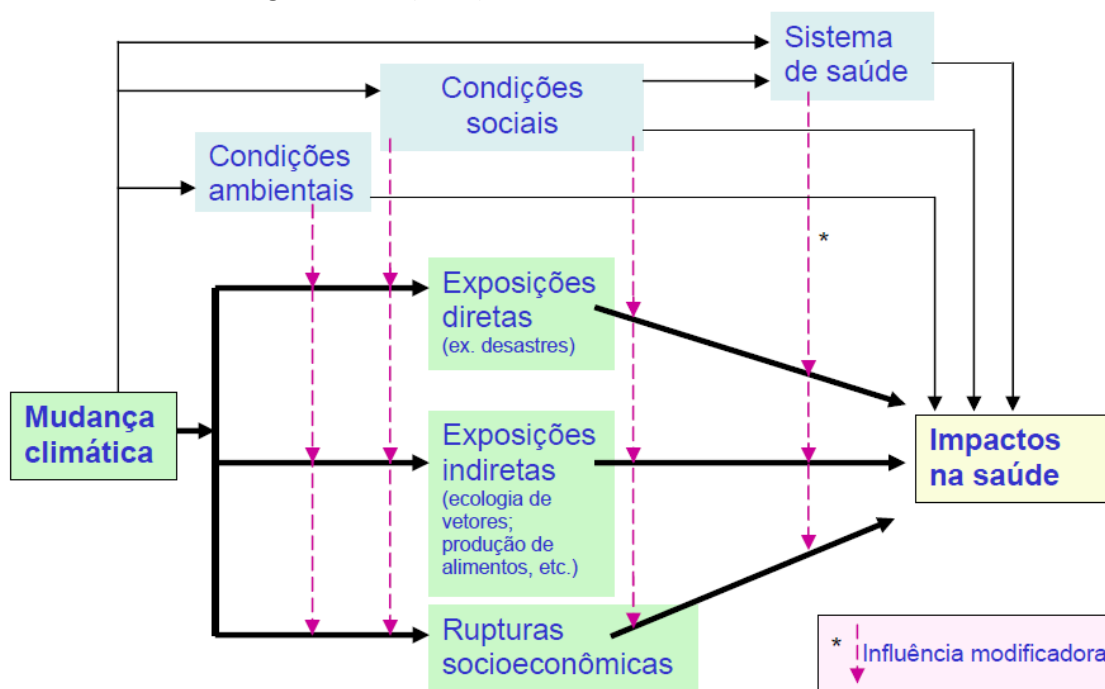 Sistema
de saúde
Condições
sociais
Condições
ambientais
*
Exposições
diretas
(ex. desastres)
Mudança
climática
Exposições
indiretas
(ecologia de
vetores;
produção de
alimentos, etc.)
Impactos
na saúde
Rupturas
socioeconômicas
* Influência modificadora